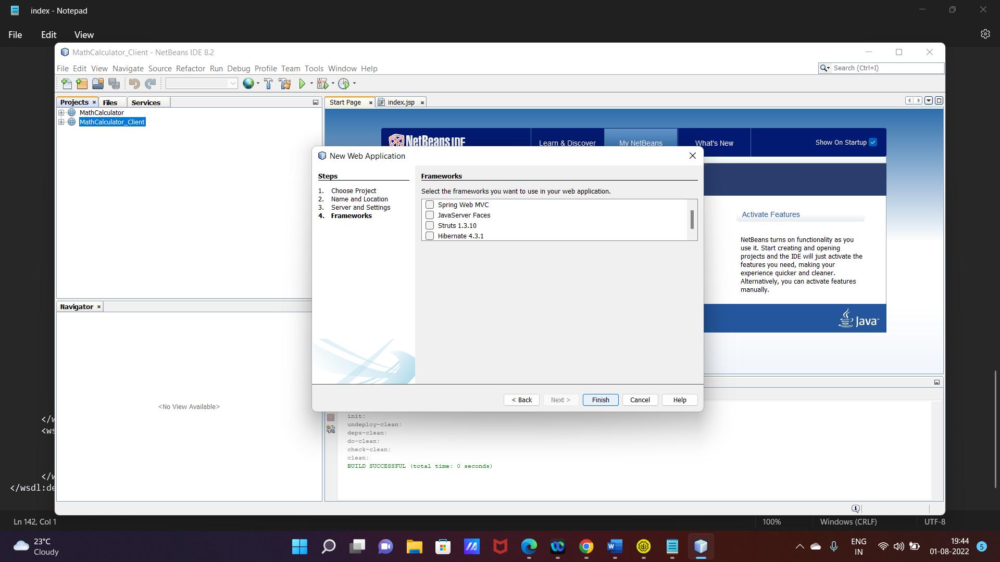 index - Notepad
File Edit View
MathCalculator_Client - NetBeans IDE 8.2
File Edit View Navigate Source Refactor Run Debug Profile Team Tools Window Help
Search (Ctrl+I)
Projects Files Services
Start Page index.jsp
MathCalculator
MathCalculator_Client
NetBeans IDE
Learn & Discover My NetBeans What's New Show On Startup
New Web Application
Steps
1. Choose Project
2. Name and Location
3. Server and Settings
4. Frameworks
Frameworks
Select the frameworks you want to use in your web application.
Spring Web MVC
JavaServer Faces
Struts 1.3.10
Hibernate 4.3.1
< Back Next > Finish Cancel Help
Activate Features
NetBeans turns on functionality as you
use it. Start creating and opening
projects and the IDE will just activate the
features you need, making your
experience quicker and cleaner.
Alternatively, you can activate features
manually.
Java
Navigator
<No View Available>
init:
undeploy-clean:
deps-clean:
do-clean:
check-clean:
clean:
BUILD SUCCESSFUL (total time: 0 seconds)
1
</w
<ws
</w
</wsdl:de
Ln 142, Col 1
100% Windows (CRLF) UTF-8
23°C
Cloudy
ENG
IN
19:44
01-08-2022
5